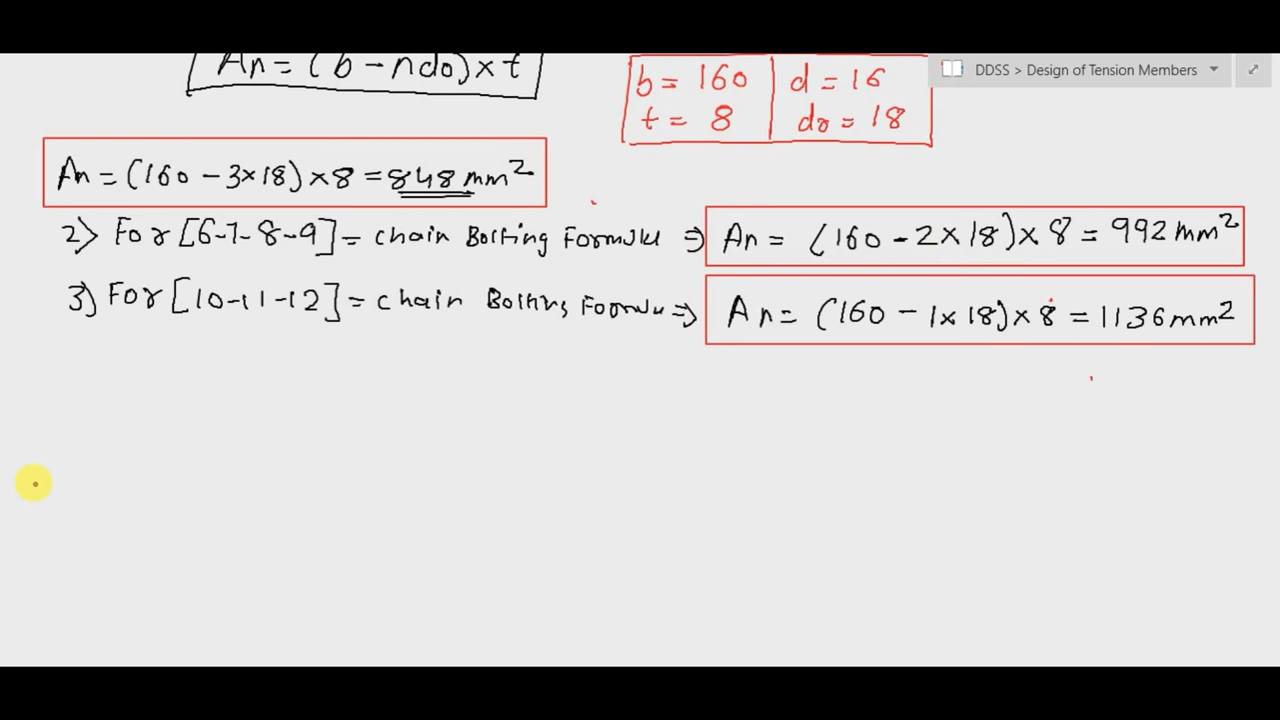 An = (b - ndo) x t
b = 160 d = 16
t = 8 do = 18
DDSS > Design of Tension Members
An = (160 - 3x18) x 8 = 848 mm²
2) For [6-7-8-9] = chain Bolting Formula ⇒ An = (160 - 2x18) x 8 = 992 mm²
3) For [10-11-12] = chain Bolting Formula ⇒ An = (160 - 1x18) x 8 = 1136 mm²